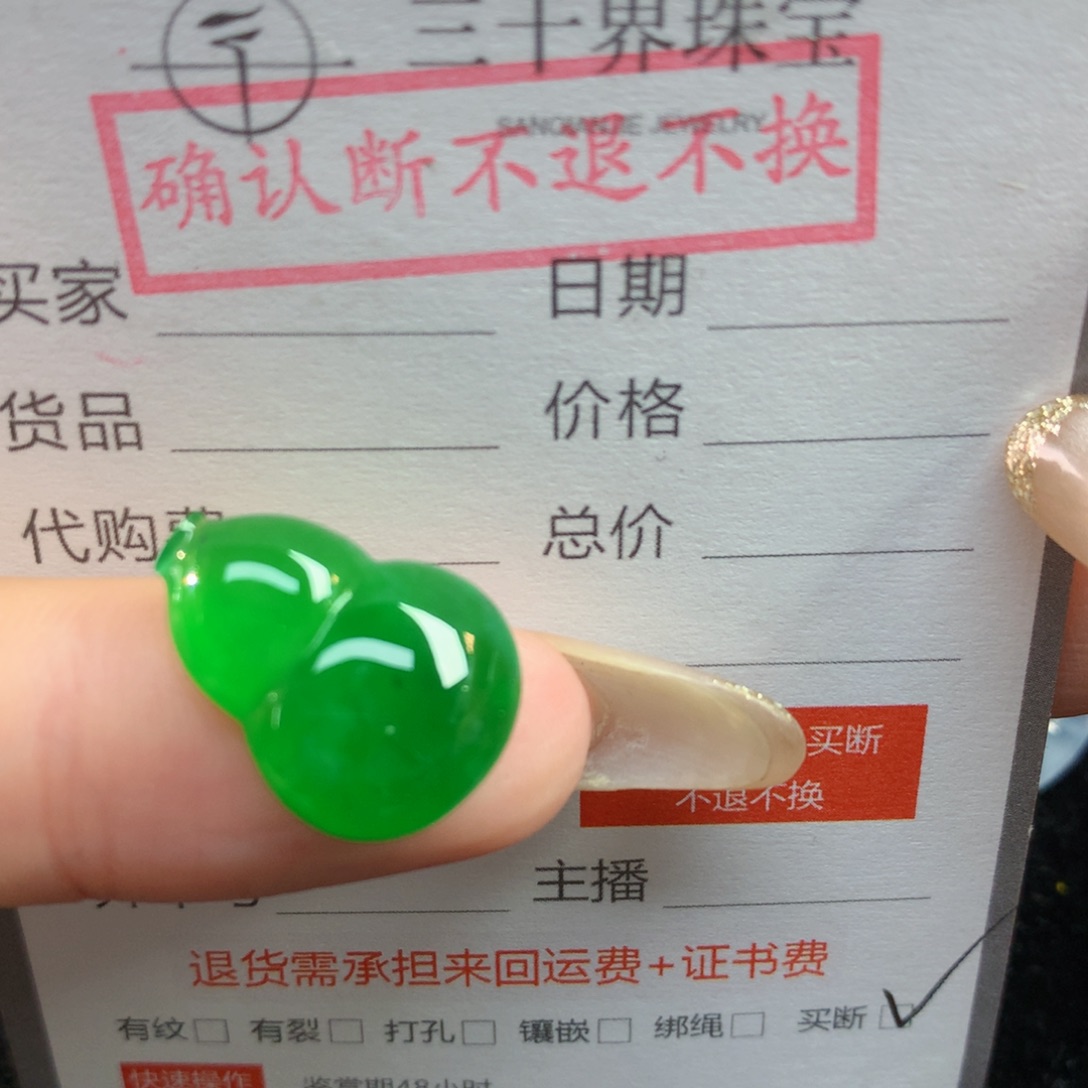 三千界珠宝
SANQIANJIE JEWELRY
确认断不退不换
买家 日期
货品 价格
代购费 总价
买断
不退不换
主播
退货需承担来回运费+证书费
有纹 有裂 打孔 镶嵌 绑绳 买断
快速操作 鉴赏期48小时